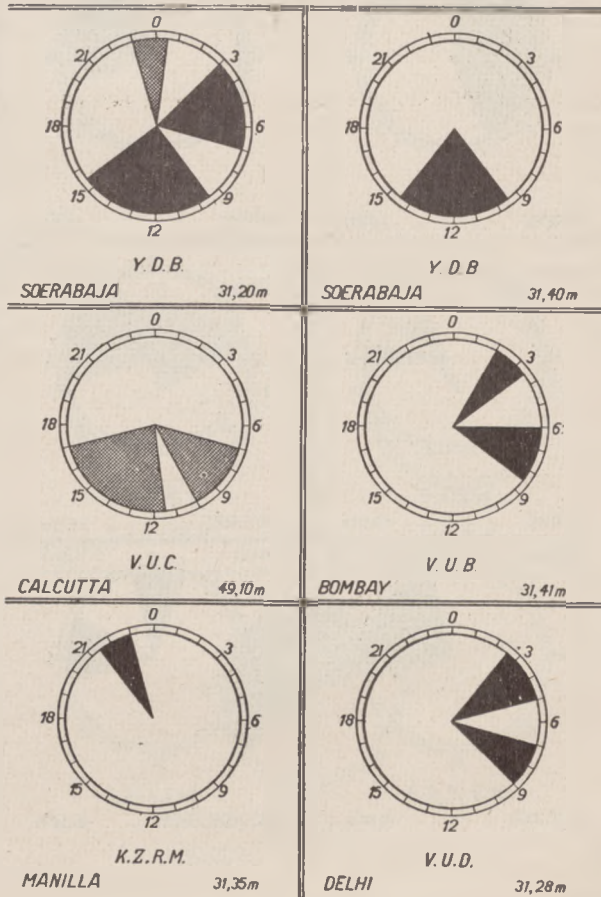 0
21 3
18 6
15 9
12
Y. D. B.
SOERABAJA 31,20m
0
21 3
18 6
15 9
12
Y. D B
SOERABAJA 31,40m
0
21 3
18 6
15 9
12
V. U. C.
CALCUTTA 49,10m
0
21 3
18 6
15 9
12
V. U B.
BOMBAY 31,41m
0
21 3
18 6
15 9
12
K.Z.R.M.
MANILLA 31,35m
0
21 3
18 6
15 9
12
V. U. D.
DELHI 31,28m